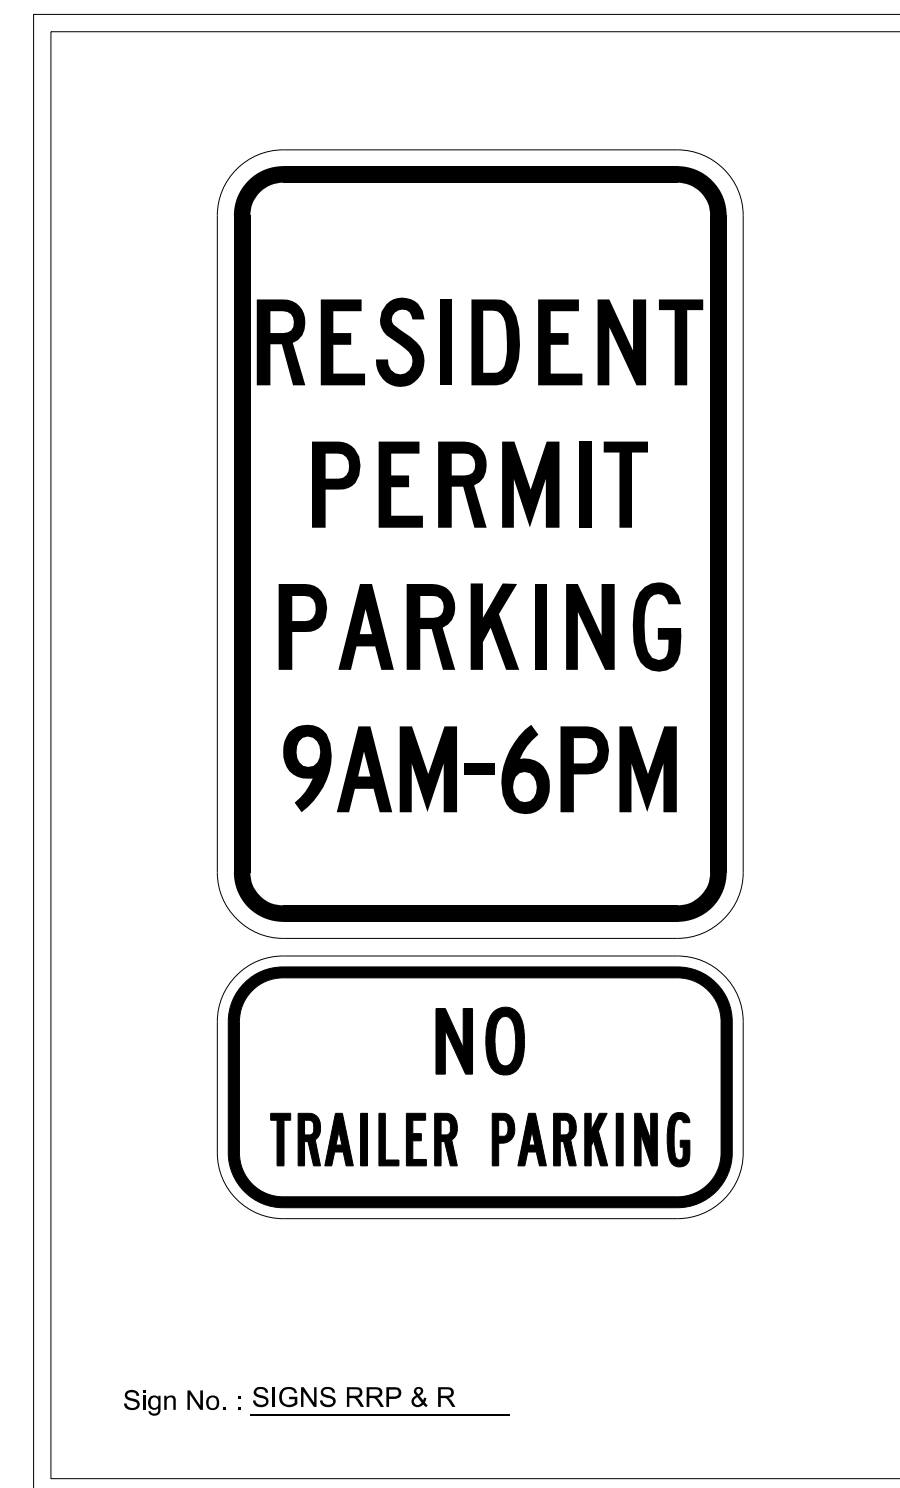 RESIDENT
PERMIT
PARKING
9AM-6PM
NO
TRAILER PARKING
Sign No. : SIGNS RRP & R